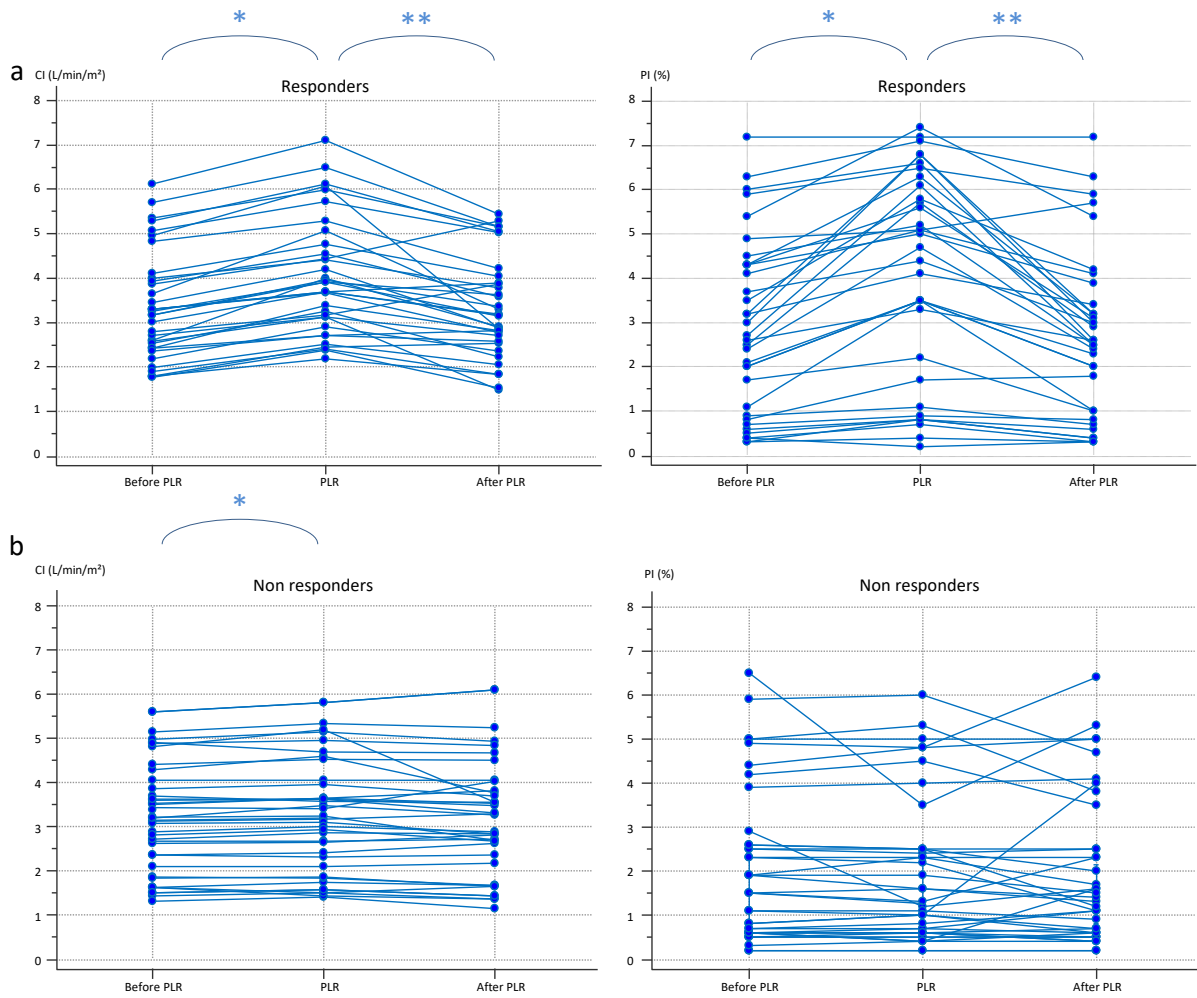 * ** * **
a
CI (L/min/m²) PI (%)
Responders Responders
8 8
7 7
6 6
5 5
4 4
3 3
2 2
1 1
0 0
Before PLR PLR After PLR Before PLR PLR After PLR
*
b
CI (L/min/m²) PI (%)
Non responders Non responders
8 8
7 7
6 6
5 5
4 4
3 3
2 2
1 1
0 0
Before PLR PLR After PLR Before PLR PLR After PLR